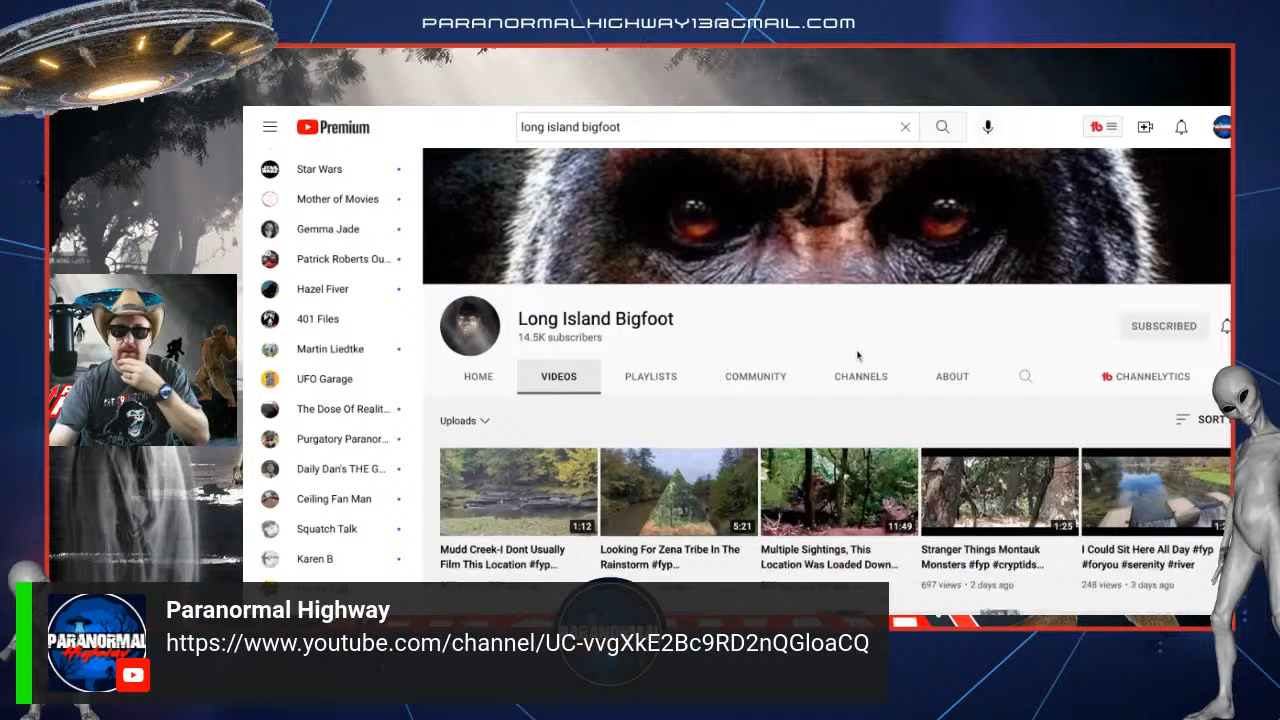 PARANORMALHIGHWAY13@GMAIL.COM
Premium
long island bigfoot
Star Wars
Mother of Movies
Gemma Jade
Patrick Roberts Ou...
Hazel Fiver
401 Files
Martin Liedtke
UFO Garage
The Dose Of Realit...
Purgatory Paranor...
Daily Dan's THE G...
Ceiling Fan Man
Squatch Talk
Karen B
Long Island Bigfoot
14.5K subscribers
SUBSCRIBED
HOME
VIDEOS
PLAYLISTS
COMMUNITY
CHANNELS
ABOUT
CHANNELYTICS
Uploads
SORT
1:12
5:21
11:49
1:25
Mudd Creek-I Dont Usually
Film This Location #fyp...
Looking For Zena Tribe In The
Rainstorm #fyp...
Multiple Sightings, This
Location Was Loaded Down...
Stranger Things Montauk
Monsters #fyp #cryptids...
697 views • 2 days ago
I Could Sit Here All Day #fyp
#foryou #serenity #river
248 views • 3 days ago
PARANORMAL
Highway
Paranormal Highway
https://www.youtube.com/channel/UC-vvgXkE2Bc9RD2nQGloaCQ